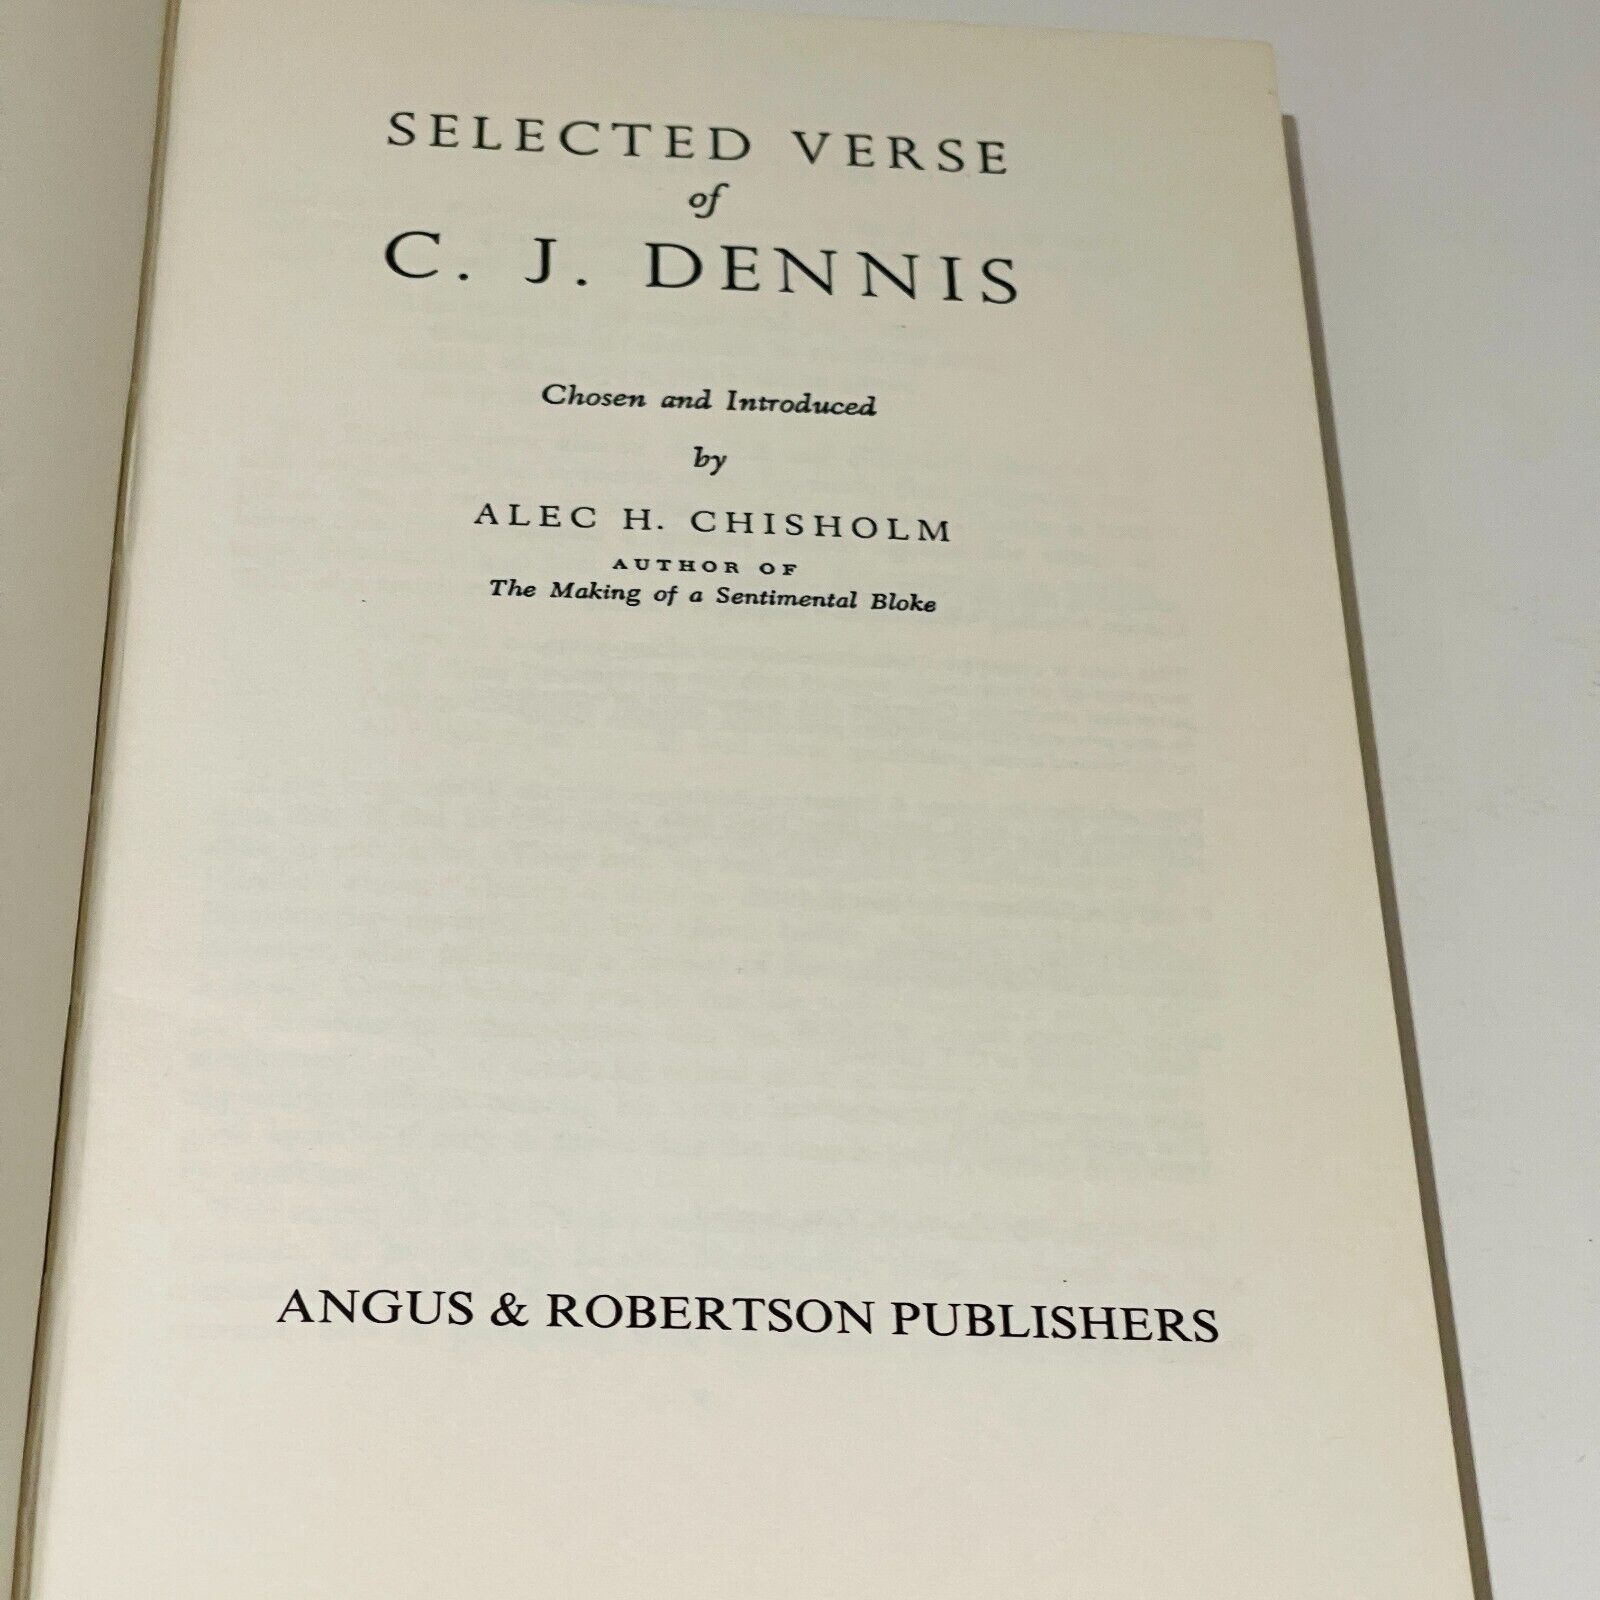 SELECTED VERSE
of
C. J. DENNIS
Chosen and Introduced
by
ALEC H. CHISHOLM
AUTHOR OF
The Making of a Sentimental Bloke
ANGUS & ROBERTSON PUBLISHERS